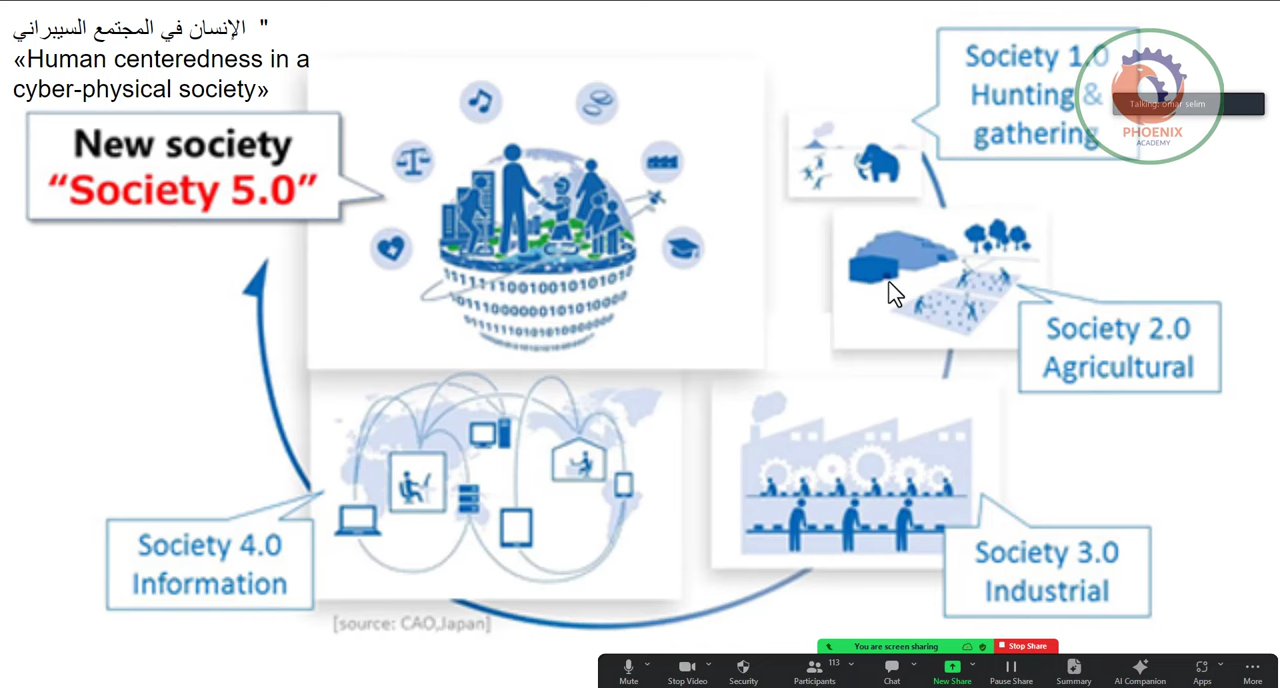 " الإنسان في المجتمع السيبراني
«Human centeredness in a
cyber-physical society»
New society
“Society 5.0”
Society 1.0
Hunting &
gathering
Talking: omar selim
PHOENIX
ACADEMY
Society 2.0
Agricultural
Society 3.0
Industrial
Society 4.0
Information
[source: CAO,Japan]
You are screen sharing
Stop Share
Mute
Stop Video
Security
Participants
113
Chat
New Share
Pause Share
Summary
AI Companion
Apps
More